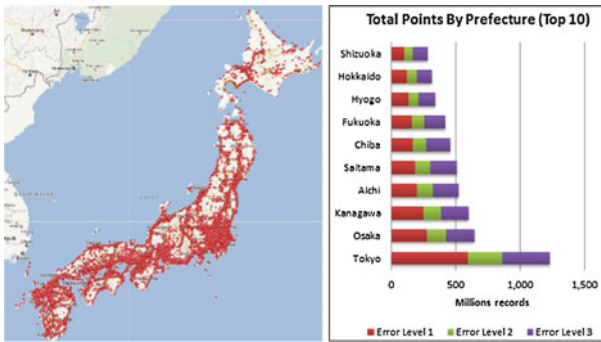 Total Points By Prefecture (Top 10)
Shizuoka
Hokkaido
Hyogo
Fukuoka
Chiba
Saitama
Aichi
Kanagawa
Osaka
Tokyo
0 500 1,000 1,500
Millions records
Error Level 1 Error Level 2 Error Level 3